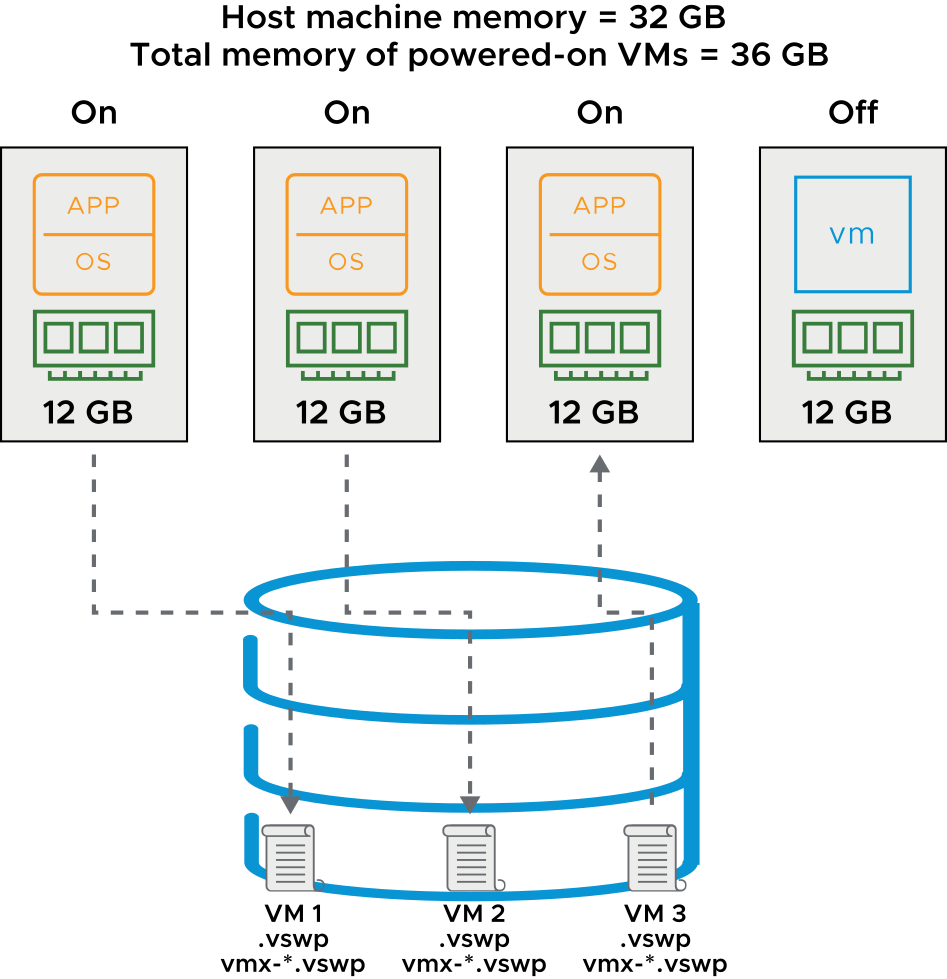 Host machine memory = 32 GB
Total memory of powered-on VMs = 36 GB
On On On Off
APP APP APP vm
OS OS OS
12 GB 12 GB 12 GB 12 GB
VM 1 VM 2 VM 3
.vswp .vswp .vswp
vmx-*.vswp vmx-*.vswp vmx-*.vswp